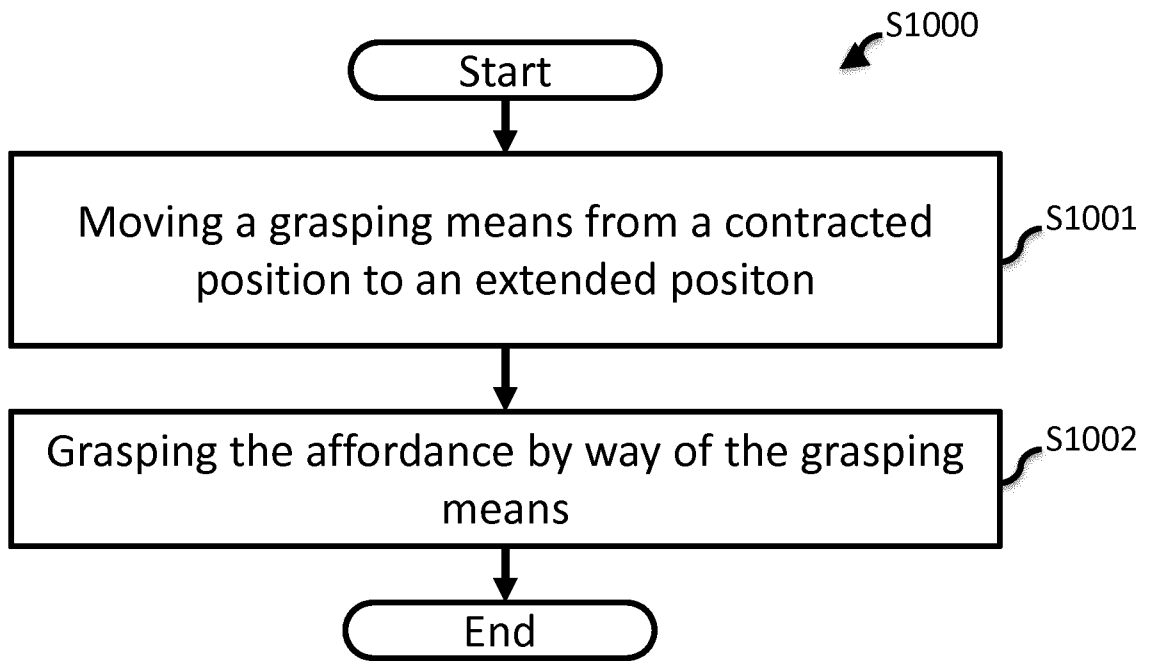 S1000
Start
Moving a grasping means from a contracted
position to an extended positon
S1001
Grasping the affordance by way of the grasping
means
S1002
End